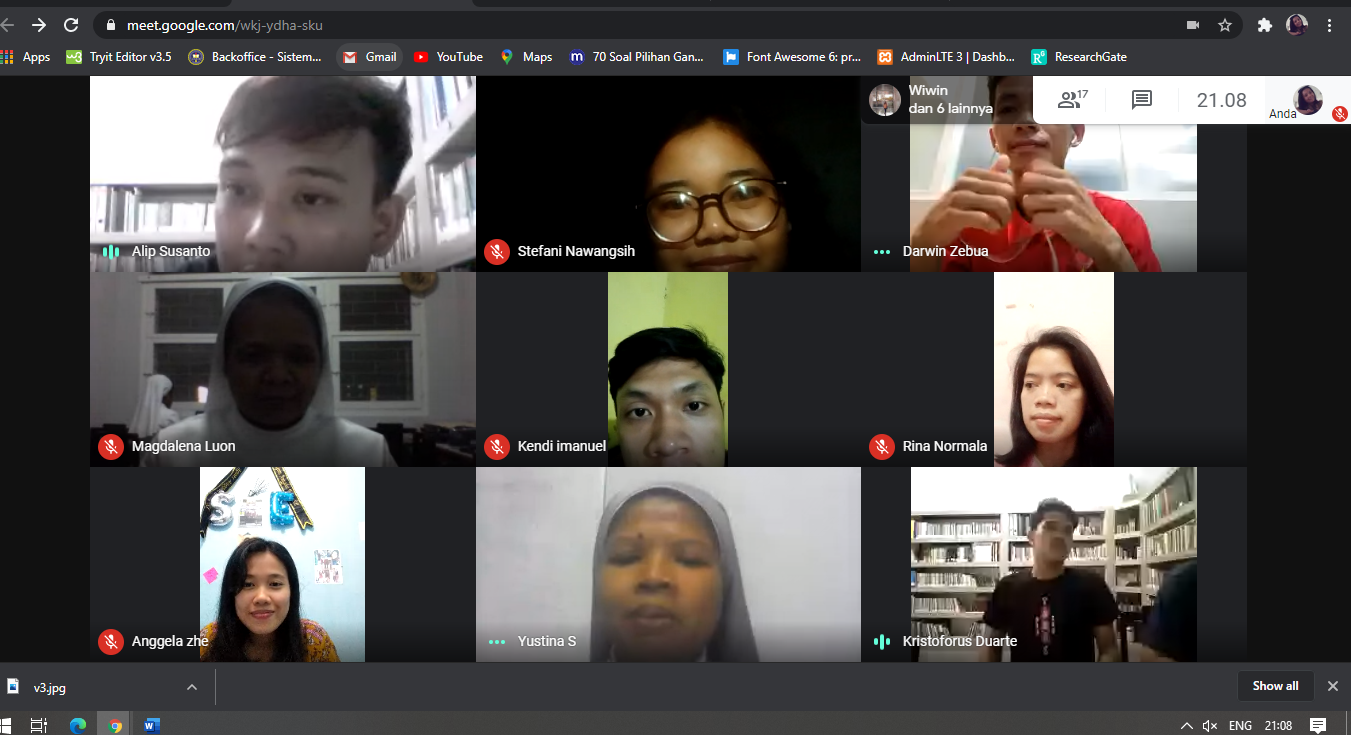 meet.google.com/wkj-ydha-sku
Apps
Tryit Editor v3.5
Backoffice - Sistem...
Gmail
YouTube
Maps
70 Soal Pilihan Gan...
Font Awesome 6: pr...
AdminLTE 3 | Dashb...
ResearchGate
Wiwin
dan 6 lainnya
17
21.08
Anda
Alip Susanto
Stefani Nawangsih
Darwin Zebua
Magdalena Luon
Kendi imanuel
Rina Normala
S E
Anggela zhe
Yustina S
Kristoforus Duarte
v3.jpg
Show all
ENG
21:08